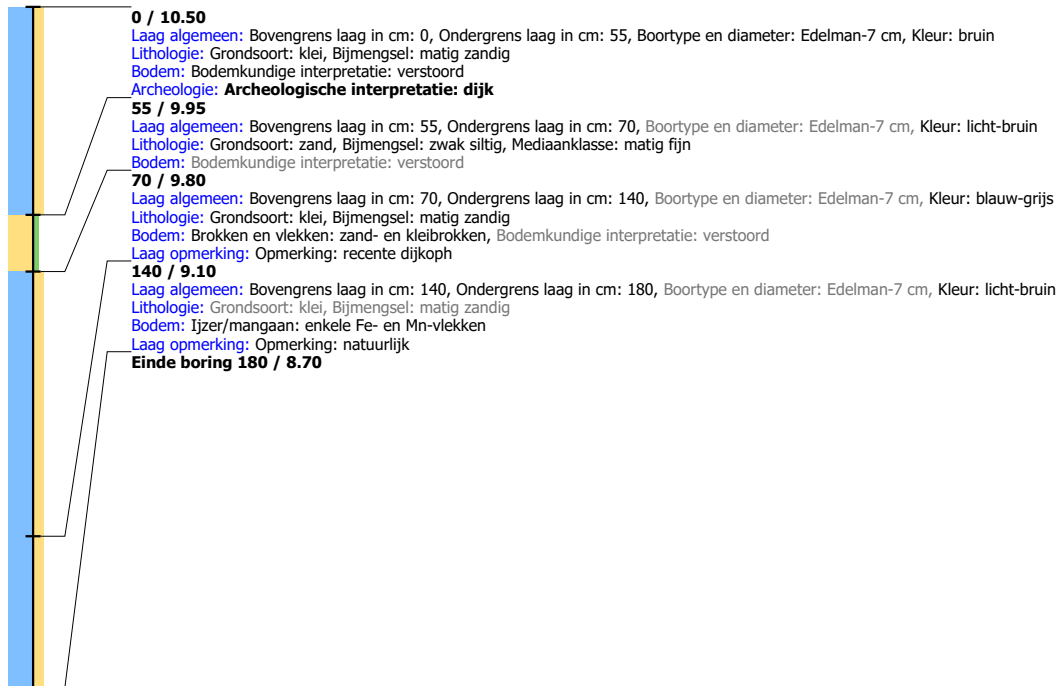 0 / 10.50
Laag algemeen: Bovengrens laag in cm: 0, Ondergrens laag in cm: 55, Boortype en diameter: Edelman-7 cm, Kleur: bruin
Lithologie: Grondsoort: klei, Bijmengsel: matig zandig
Bodem: Bodemkundige interpretatie: verstoord
Archeologie: Archeologische interpretatie: dijk
55 / 9.95
Laag algemeen: Bovengrens laag in cm: 55, Ondergrens laag in cm: 70, Boortype en diameter: Edelman-7 cm, Kleur: licht-bruin
Lithologie: Grondsoort: zand, Bijmengsel: zwak siltig, Mediaanklasse: matig fijn
Bodem: Bodemkundige interpretatie: verstoord
70 / 9.80
Laag algemeen: Bovengrens laag in cm: 70, Ondergrens laag in cm: 140, Boortype en diameter: Edelman-7 cm, Kleur: blauw-grijs
Lithologie: Grondsoort: klei, Bijmengsel: matig zandig
Bodem: Brokken en vlekken: zand- en kleibrokken, Bodemkundige interpretatie: verstoord
Laag opmerking: Opmerking: recente dijkoph
140 / 9.10
Laag algemeen: Bovengrens laag in cm: 140, Ondergrens laag in cm: 180, Boortype en diameter: Edelman-7 cm, Kleur: licht-bruin
Lithologie: Grondsoort: klei, Bijmengsel: matig zandig
Bodem: Ijzer/mangaan: enkele Fe- en Mn-vlekken
Laag opmerking: Opmerking: natuurlijk
Einde boring 180 / 8.70